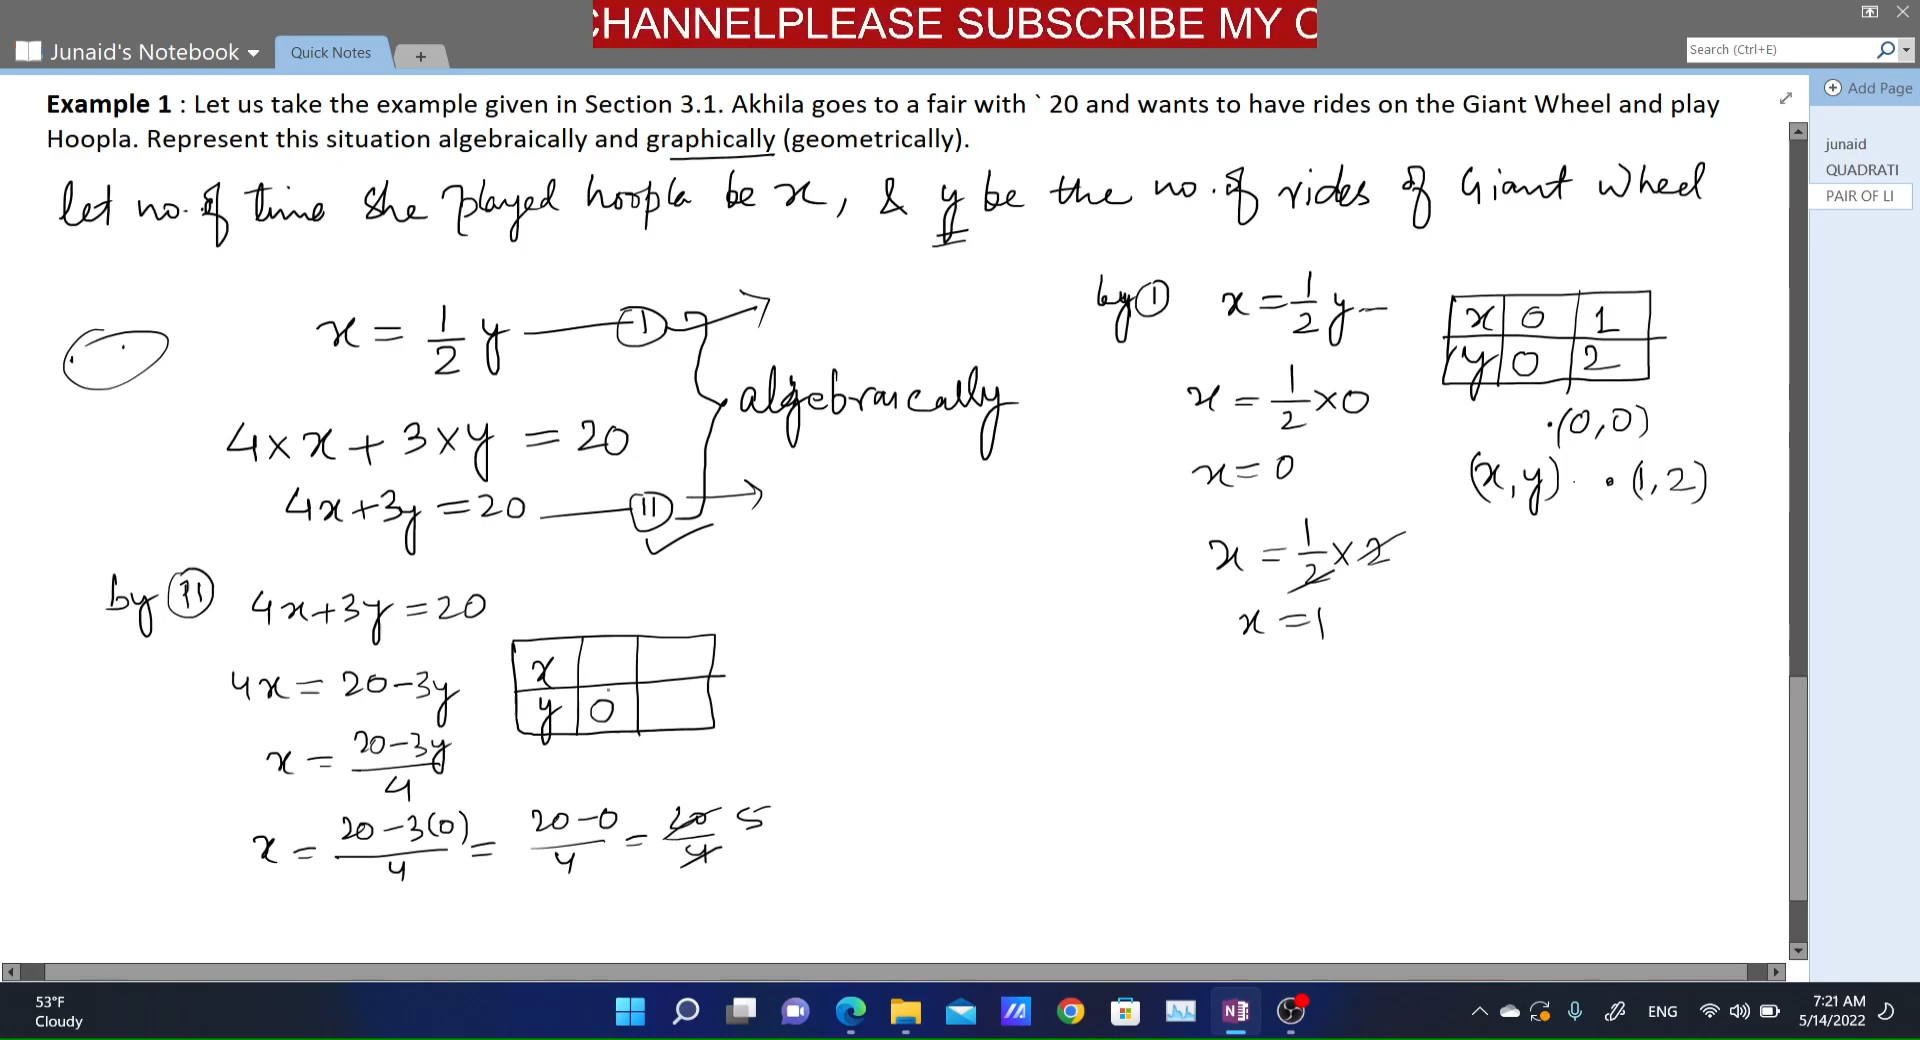 CHANNELPLEASE SUBSCRIBE MY C
Junaid's Notebook
Quick Notes
+
Search (Ctrl+E)
Add Page
junaid
QUADRATI
PAIR OF LI
Example 1 : Let us take the example given in Section 3.1. Akhila goes to a fair with ` 20 and wants to have rides on the Giant Wheel and play
Hoopla. Represent this situation algebraically and graphically (geometrically).
let no. of time she played hoopla be x, & y be the no. of rides of Giant Wheel
x = 1/2 y — I
4 × x + 3 × y = 20
4x + 3y = 20 — II
algebraically
by II 4x + 3y = 20
4x = 20 - 3y
x = (20 - 3y)/4
x = (20 - 3(0))/4 = (20 - 0)/4 = 20/4 5
x
y 0
by I x = 1/2 y
x = 1/2 × 0
x = 0
x = 1/2 × 2
x = 1
x 0 1
y 0 2
(0,0)
(x,y) (1,2)
53°F
Cloudy
ENG
7:21 AM
5/14/2022